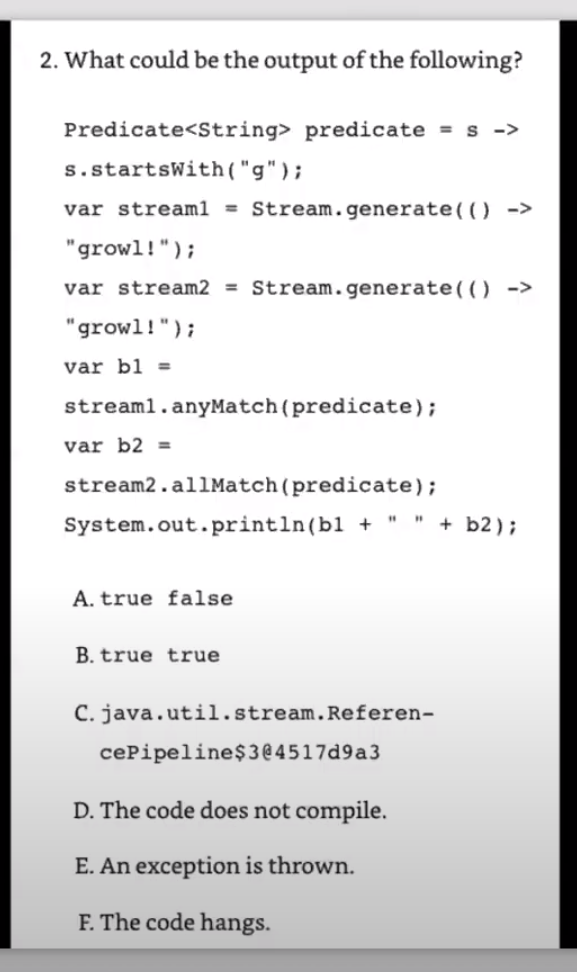 2. What could be the output of the following?
Predicate<String> predicate = s ->
s.startsWith("g");
var stream1 = Stream.generate(() ->
"growl!");
var stream2 = Stream.generate(() ->
"growl!");
var b1 =
stream1.anyMatch(predicate);
var b2 =
stream2.allMatch(predicate);
System.out.println(b1 + " " + b2);
A. true false
B. true true
C. java.util.stream.Referen-
cePipeline$3@4517d9a3
D. The code does not compile.
E. An exception is thrown.
F. The code hangs.